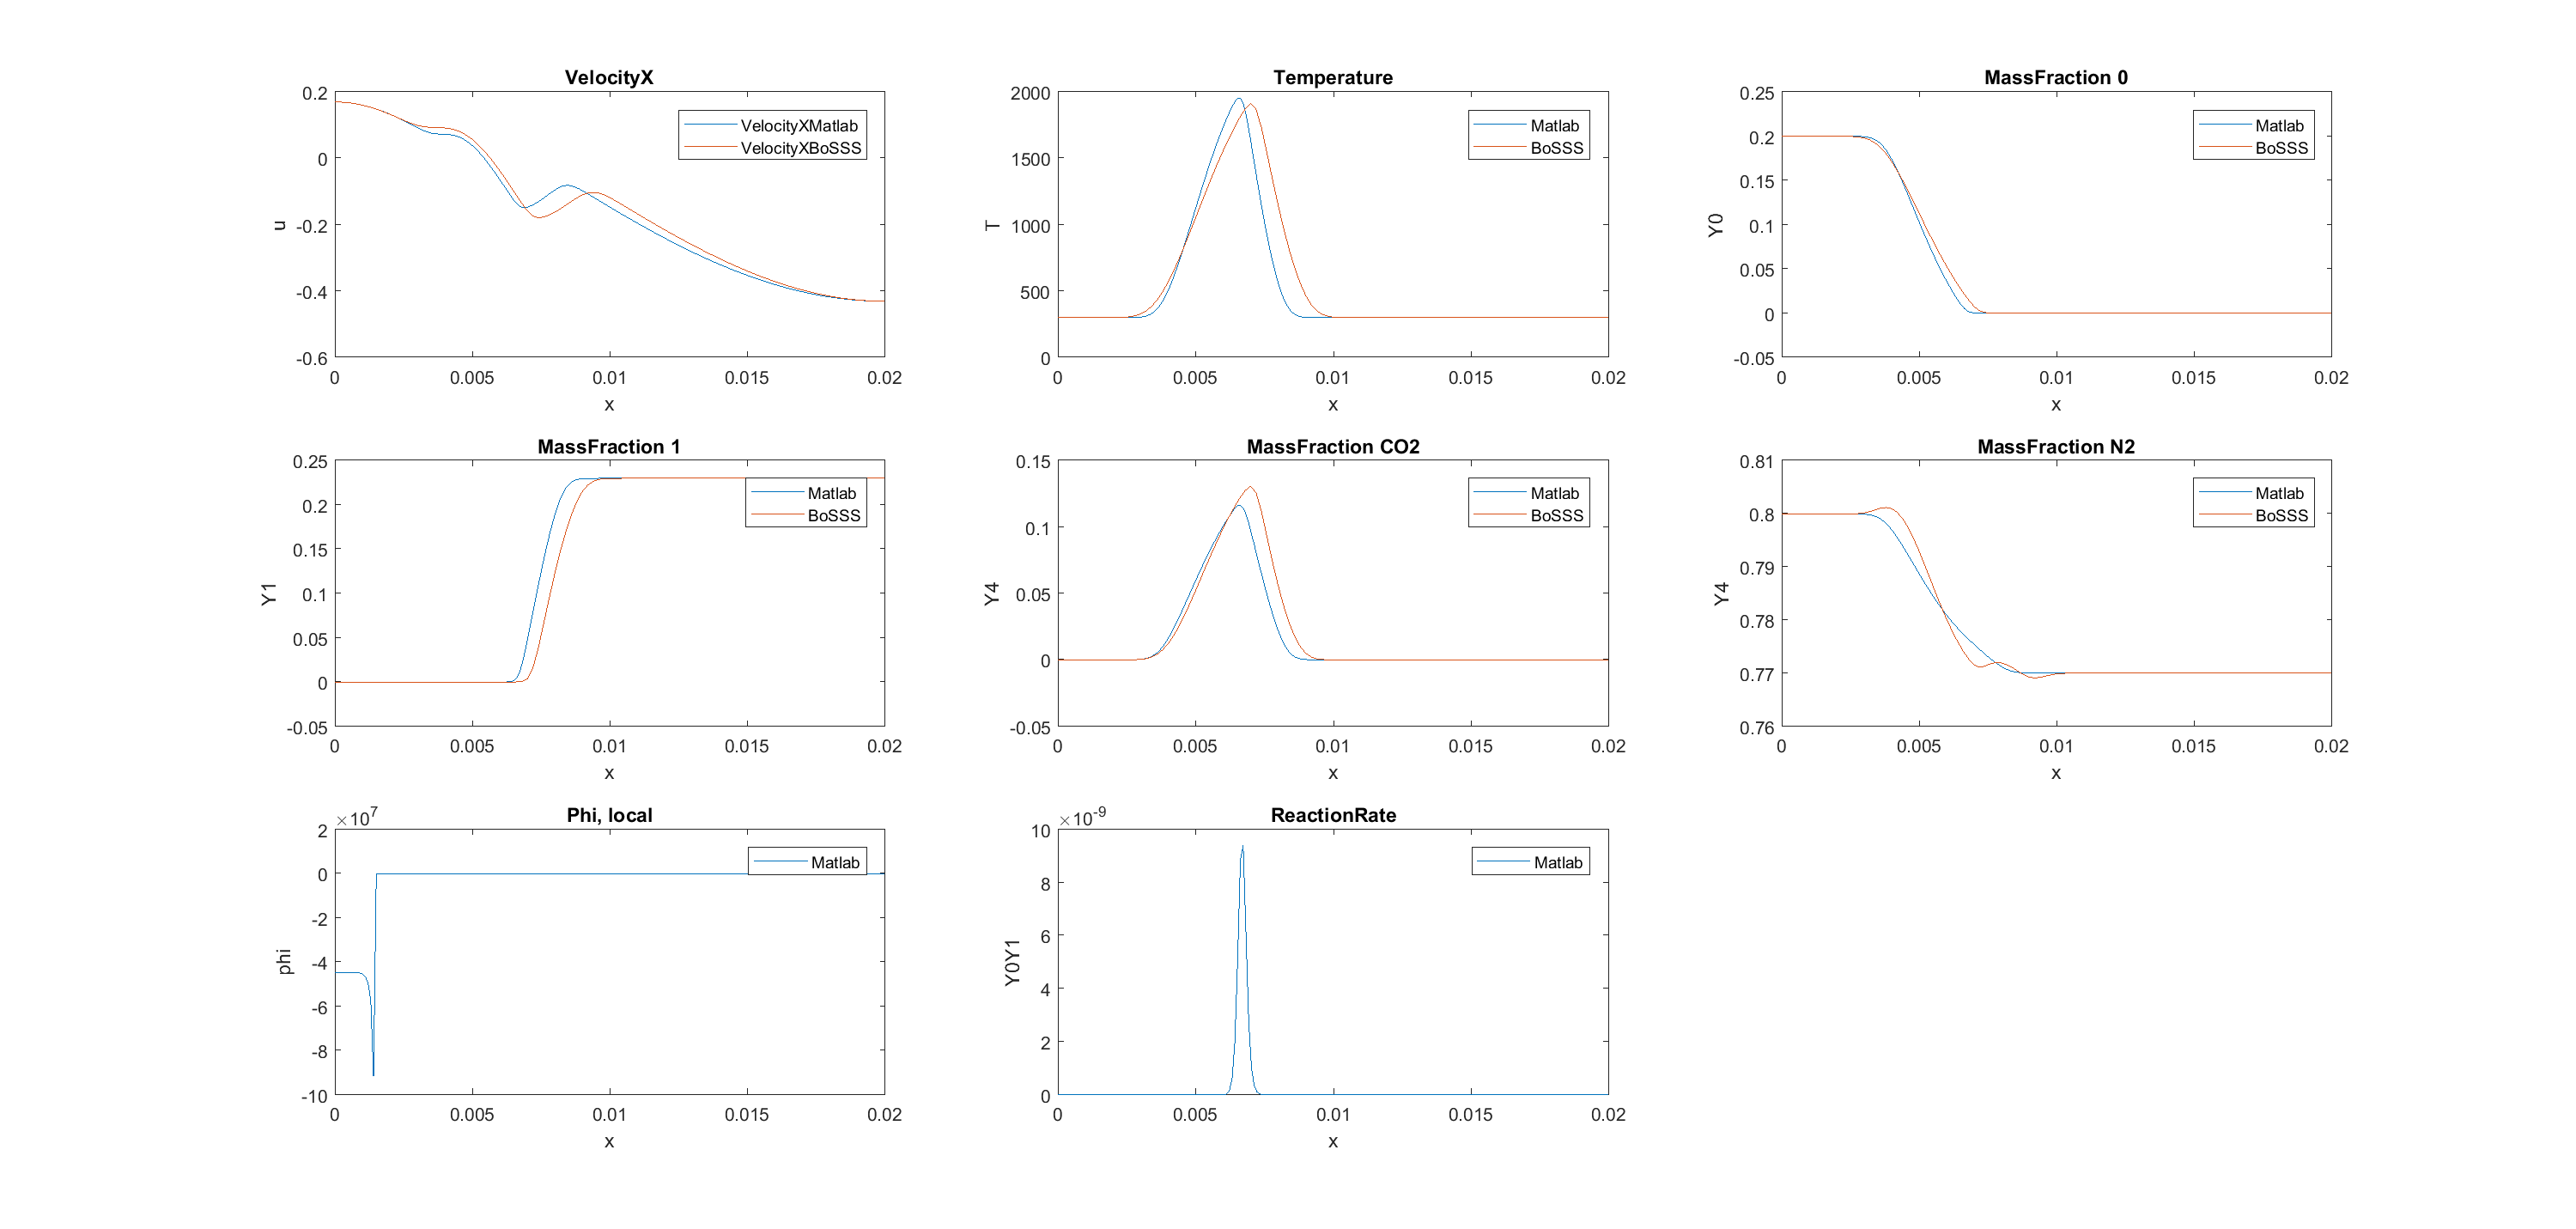 VelocityX
0.2
0
-0.2
-0.4
-0.6
u
VelocityXMatlab
VelocityXBoSSS
0 0.005 0.01 0.015 0.02
x
Temperature
2000
1500
1000
500
0
T
Matlab
BoSSS
0 0.005 0.01 0.015 0.02
x
MassFraction 0
0.25
0.2
0.15
0.1
0.05
0
-0.05
Y0
Matlab
BoSSS
0 0.005 0.01 0.015 0.02
x
MassFraction 1
0.25
0.2
0.15
0.1
0.05
0
-0.05
Y1
Matlab
BoSSS
0 0.005 0.01 0.015 0.02
x
MassFraction CO2
0.15
0.1
0.05
0
-0.05
Y4
Matlab
BoSSS
0 0.005 0.01 0.015 0.02
x
MassFraction N2
0.81
0.8
0.79
0.78
0.77
0.76
Y4
Matlab
BoSSS
0 0.005 0.01 0.015 0.02
x
Phi, local
×10⁷
2
0
-2
-4
-6
-8
-10
phi
Matlab
0 0.005 0.01 0.015 0.02
x
ReactionRate
×10⁻⁹
10
8
6
4
2
0
Y0Y1
Matlab
0 0.005 0.01 0.015 0.02
x